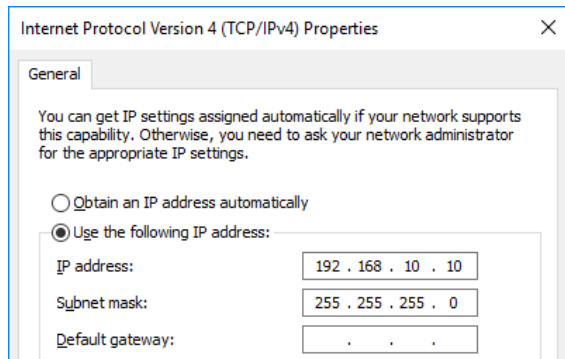 Internet Protocol Version 4 (TCP/IPv4) Properties
General
You can get IP settings assigned automatically if your network supports
this capability. Otherwise, you need to ask your network administrator
for the appropriate IP settings.
Obtain an IP address automatically
Use the following IP address:
IP address: 192 . 168 . 10 . 10
Subnet mask: 255 . 255 . 255 . 0
Default gateway: . . .